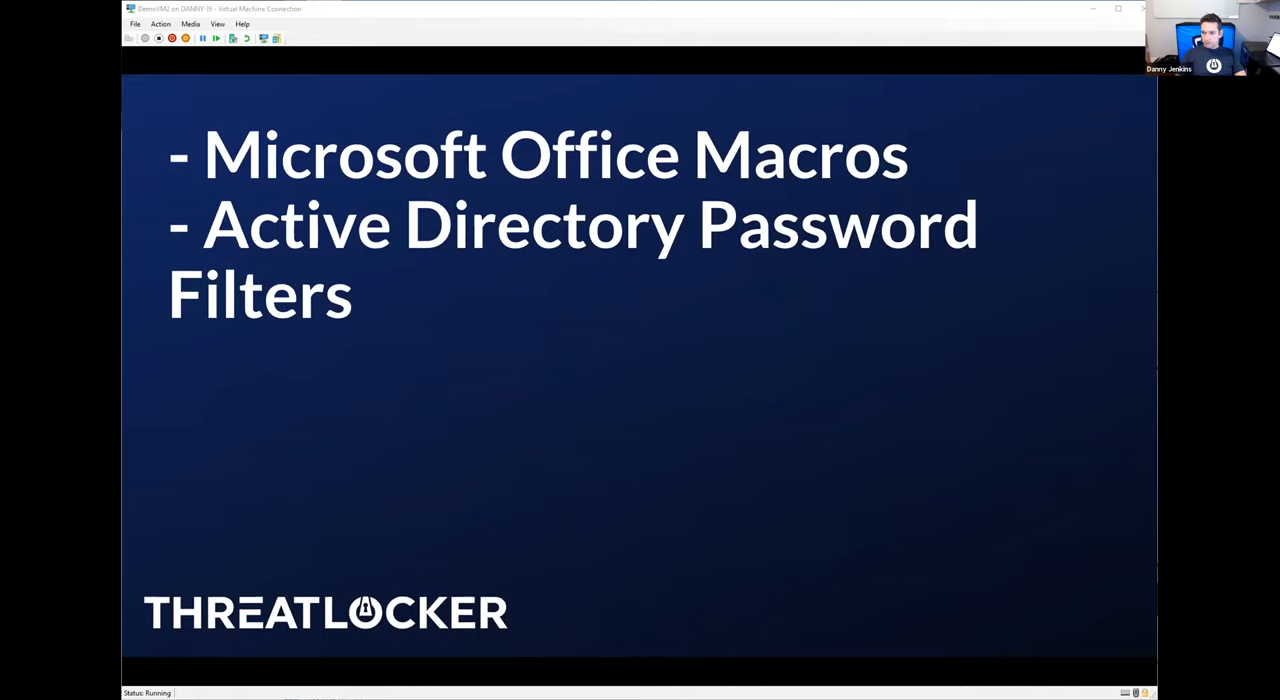 DemoVM2 on DANNY-I9 - Virtual Machine Connection
File Action Media View Help
Danny Jenkins
- Microsoft Office Macros
- Active Directory Password
Filters
THREATLOCKER
Status: Running